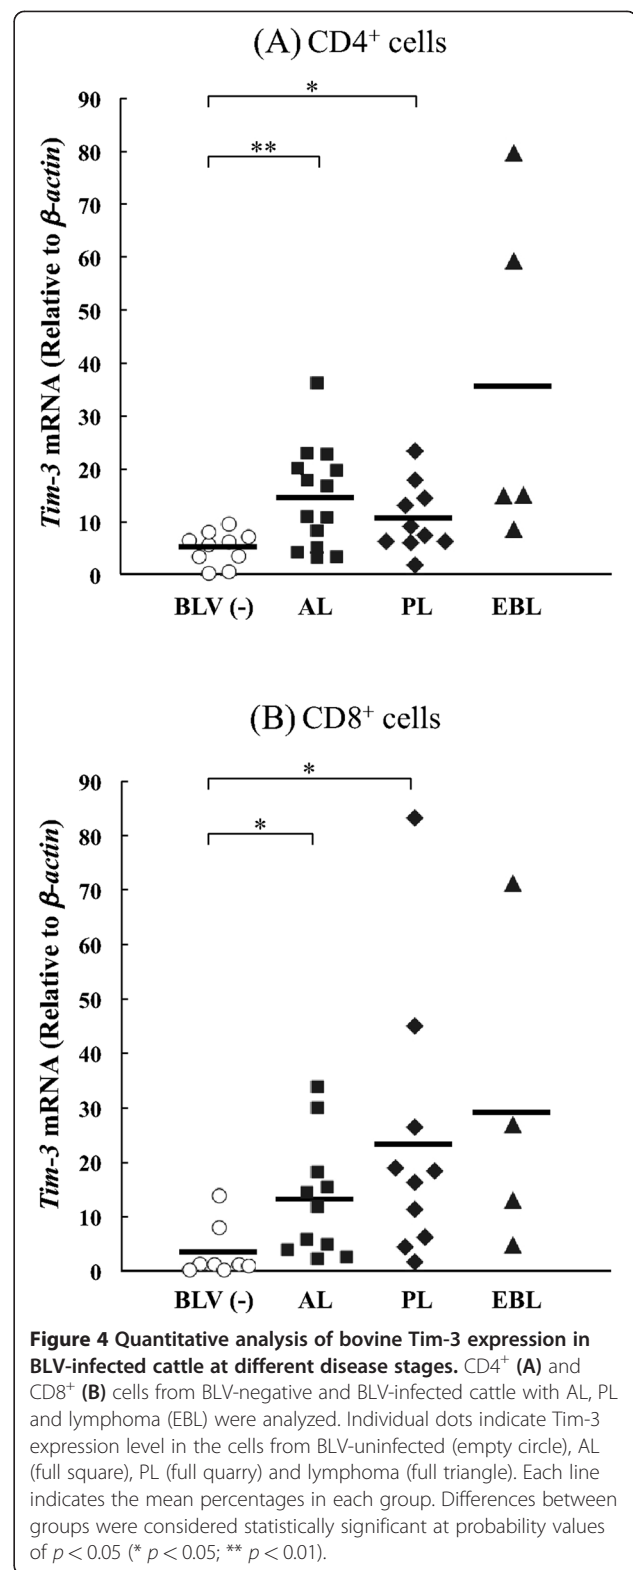 (A) CD4+ cells
*
**
90
80
70
60
50
40
30
20
10
0
Tim-3 mRNA (Relative to β-actin)
BLV (-) AL PL EBL
(B) CD8+ cells
*
*
90
80
70
60
50
40
30
20
10
0
Tim-3 mRNA (Relative to β-actin)
BLV (-) AL PL EBL
Figure 4 Quantitative analysis of bovine Tim-3 expression in
BLV-infected cattle at different disease stages. CD4+ (A) and
CD8+ (B) cells from BLV-negative and BLV-infected cattle with AL, PL
and lymphoma (EBL) were analyzed. Individual dots indicate Tim-3
expression level in the cells from BLV-uninfected (empty circle), AL
(full square), PL (full quarry) and lymphoma (full triangle). Each line
indicates the mean percentages in each group. Differences between
groups were considered statistically significant at probability values
of p < 0.05 (* p < 0.05; ** p < 0.01).